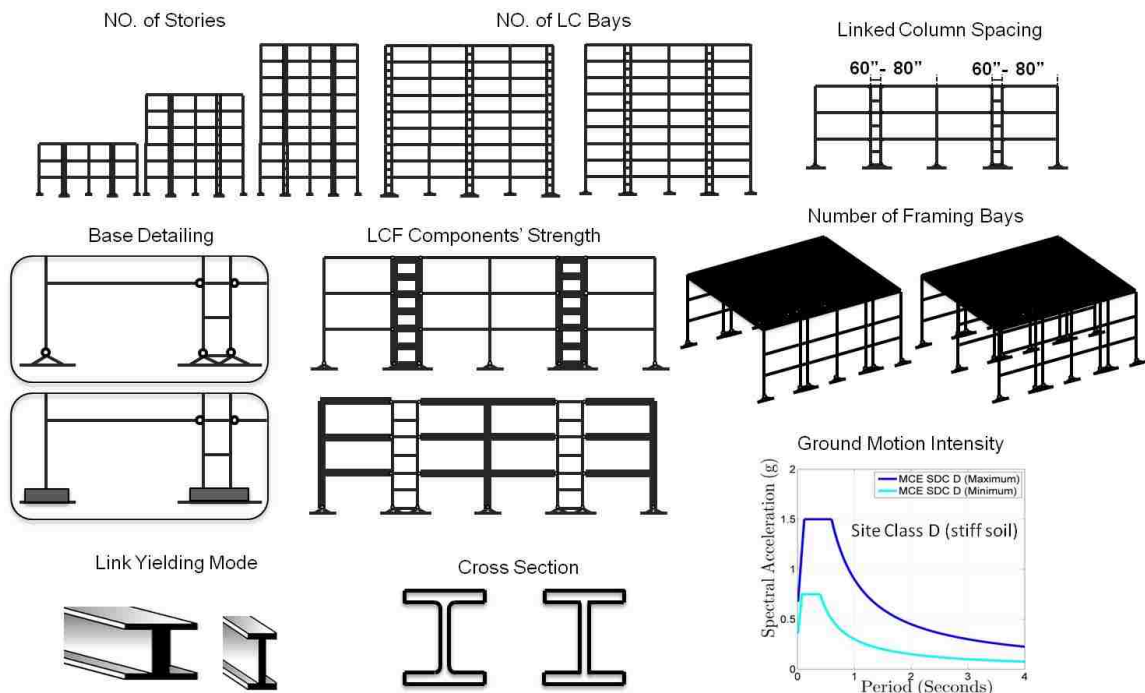 NO. of Stories
NO. of LC Bays
Linked Column Spacing
60”- 80” 60”- 80”
Base Detailing
LCF Components’ Strength
Number of Framing Bays
Ground Motion Intensity
Spectral Acceleration (g)
2
1.5
1
0.5
0
MCE SDC D (Maximum)
MCE SDC D (Minimum)
Site Class D (stiff soil)
0 1 2 3 4
Period (Seconds)
Link Yielding Mode
Cross Section